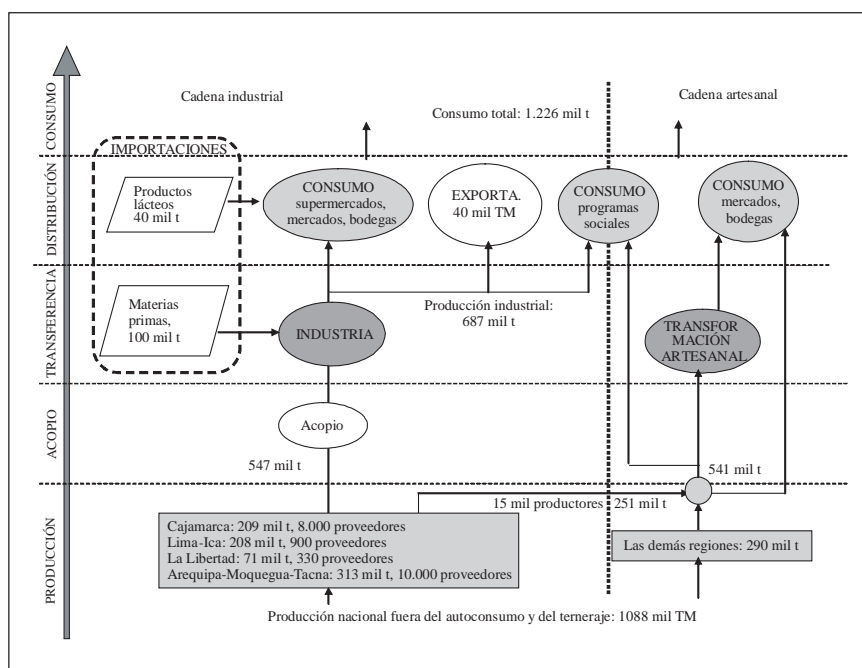 CONSUMO
DISTRIBUCIÓN
TRANSFERENCIA
ACOPIO
PRODUCCIÓN
Cadena industrial
Consumo total: 1.226 mil t
Cadena artesanal
IMPORTACIONES
Productos
lácteos
40 mil t
CONSUMO
supermercados,
mercados, bodegas
EXPORTA.
40 mil TM
CONSUMO
programas
sociales
CONSUMO
mercados,
bodegas
Materias
primas,
100 mil t
INDUSTRIA
Producción industrial:
687 mil t
TRANSFOR
MACIÓN
ARTESANAL
Acopio
547 mil t
541 mil t
15 mil productores 251 mil t
Cajamarca: 209 mil t, 8.000 proveedores
Lima-Ica: 208 mil t, 900 proveedores
La Libertad: 71 mil t, 330 proveedores
Arequipa-Moquegua-Tacna: 313 mil t, 10.000 proveedores
Las demás regiones: 290 mil t
Producción nacional fuera del autoconsumo y del terneraje: 1088 mil TM